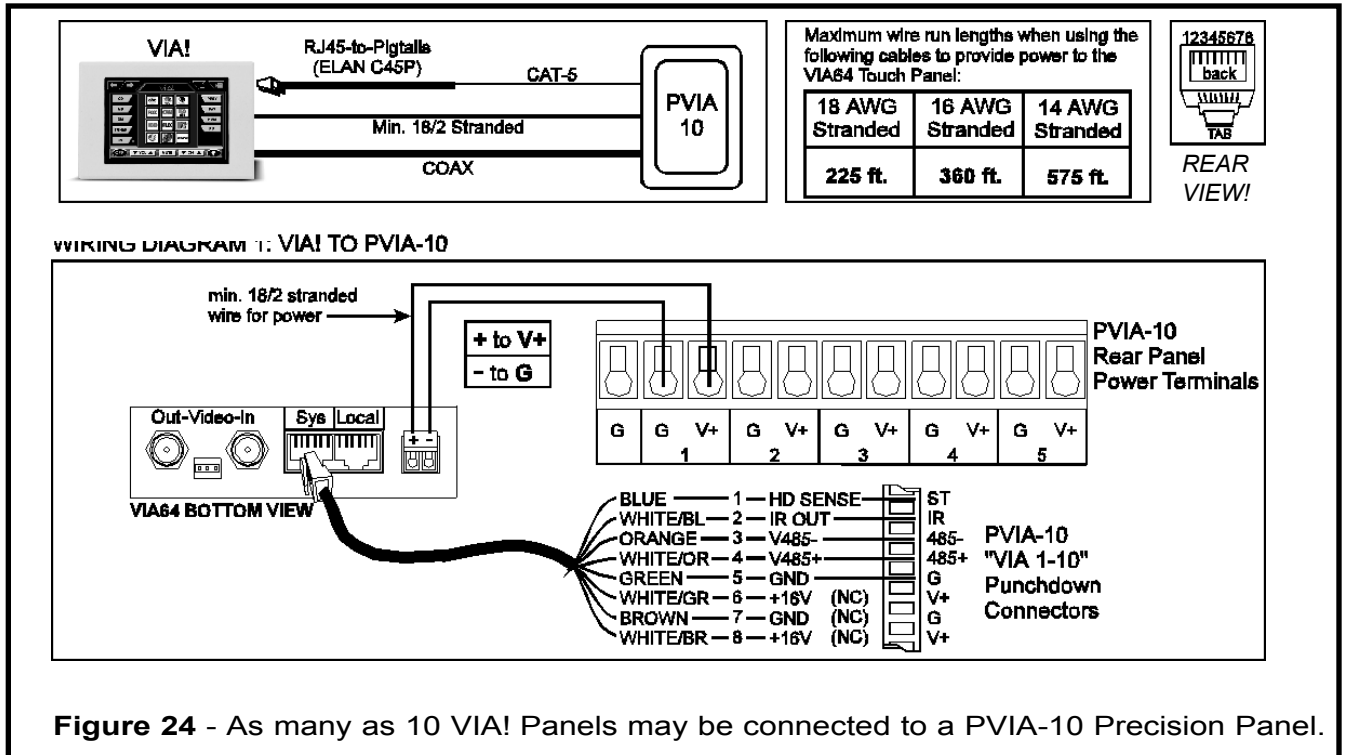 VIA!
RJ45-to-Pigtails
(ELAN C45P)
CAT-5
Min. 18/2 Stranded
COAX
PVIA
10
Maximum wire run lengths when using the
following cables to provide power to the
VIA64 Touch Panel:
18 AWG Stranded 16 AWG Stranded 14 AWG Stranded
225 ft. 360 ft. 575 ft.
12345678
back
TAB
REAR
VIEW!
WIRING DIAGRAM 1: VIA! TO PVIA-10
min. 18/2 stranded
wire for power
+ to V+
- to G
PVIA-10
Rear Panel
Power Terminals
G G V+ G V+ G V+ G V+ G V+
1 2 3 4 5
Out-Video-In Sys Local
+ -
VIA64 BOTTOM VIEW
BLUE 1 HD SENSE ST
WHITE/BL 2 IR OUT IR
ORANGE 3 V485- 485-
WHITE/OR 4 V485+ 485+
GREEN 5 GND G
WHITE/GR 6 +16V (NC) V+
BROWN 7 GND (NC) G
WHITE/BR 8 +16V (NC) V+
PVIA-10
"VIA 1-10"
Punchdown
Connectors
Figure 24 - As many as 10 VIA! Panels may be connected to a PVIA-10 Precision Panel.